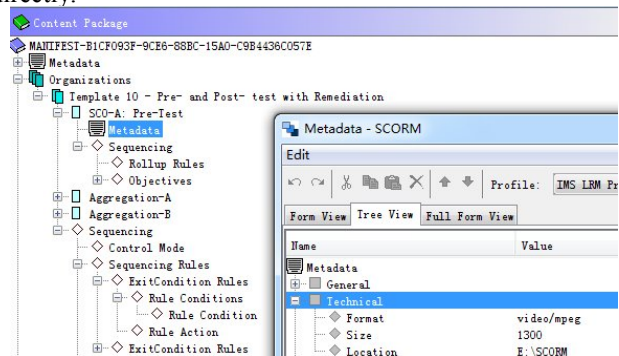 directly.
Content Package
MANIFEST-B1CF093F-9CE6-88BC-15A0-C9B4436C057E
Metadata
Organizations
Template 10 - Pre- and Post- test with Remediation
SCO-A: Pre-Test
Metadata
Sequencing
Rollup Rules
Objectives
Aggregation-A
Aggregation-B
Sequencing
Control Mode
Sequencing Rules
ExitCondition Rules
Rule Conditions
Rule Condition
Rule Action
ExitCondition Rules
Metadata - SCORM
Edit
Profile: IMS LRM Pr
Form View Tree View Full Form View
Name Value
Metadata
General
Technical
Format video/mpeg
Size 1300
Location E:\SCORM